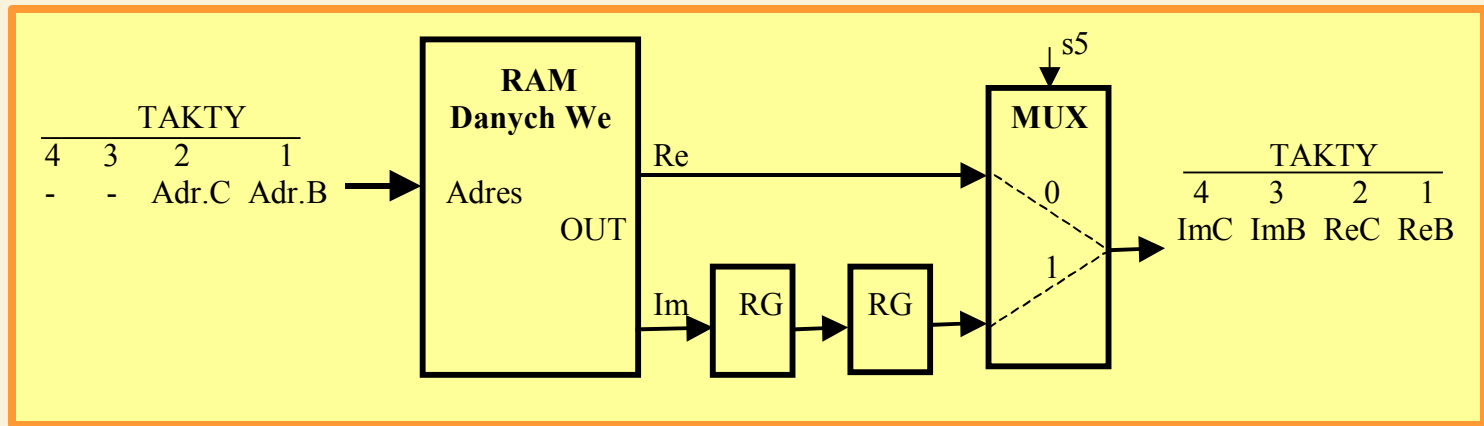 TAKTY
4 3 2 1
- - Adr.C Adr.B
RAM
Danych We
Adres
OUT
Re
Im
RG
RG
s5
MUX
0
1
TAKTY
4 3 2 1
ImC ImB ReC ReB